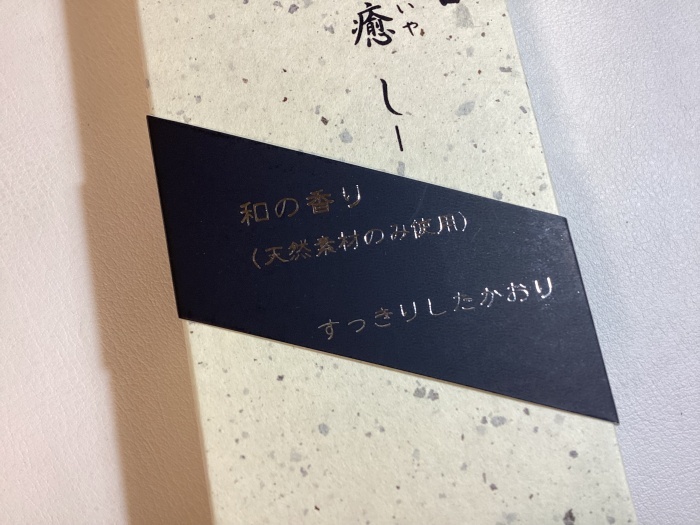 癒し－
いや
和の香り
（天然素材のみ使用）
すっきりしたかおり